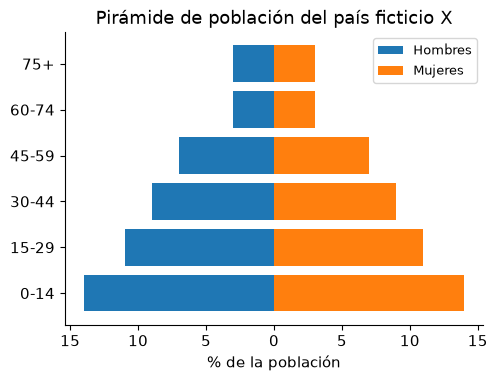 Pirámide de población del país ficticio X
Hombres
Mujeres
75+
60-74
45-59
30-44
15-29
0-14
15 10 5 0 5 10 15
% de la población